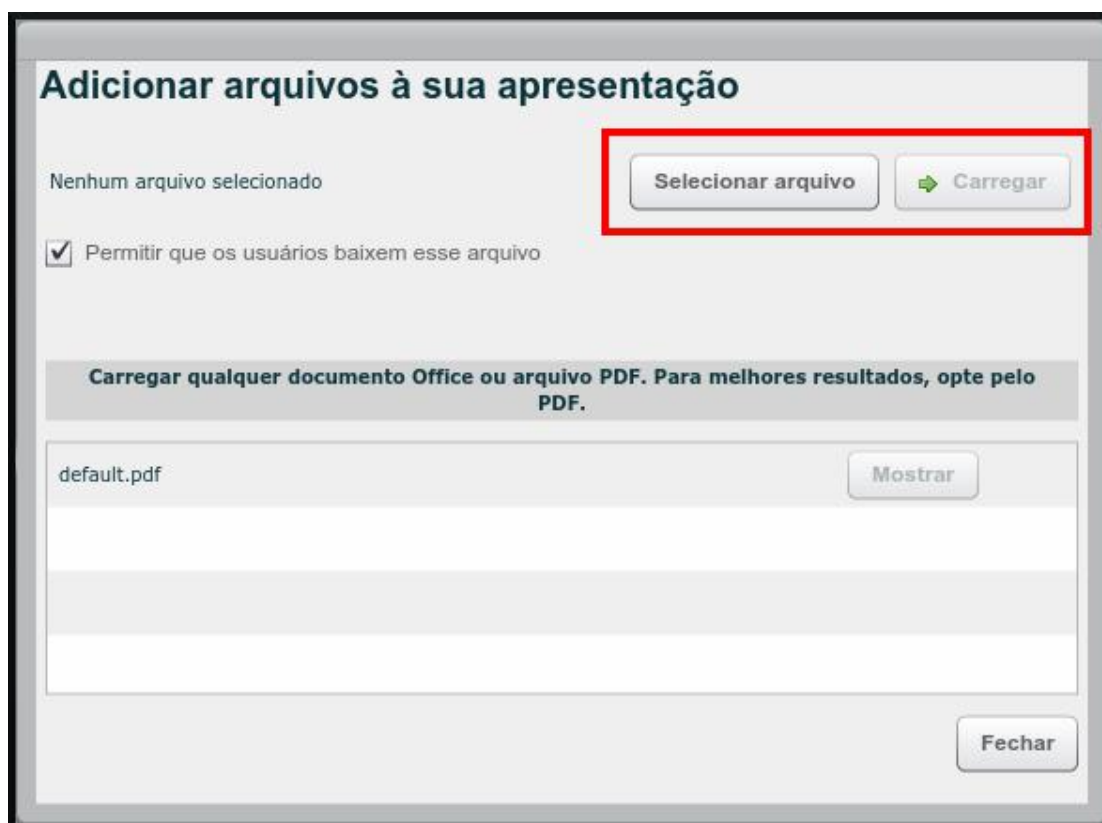 Adicionar arquivos à sua apresentação
Nenhum arquivo selecionado
Selecionar arquivo
Carregar
Permitir que os usuários baixem esse arquivo
Carregar qualquer documento Office ou arquivo PDF. Para melhores resultados, opte pelo
PDF.
default.pdf
Mostrar
Fechar